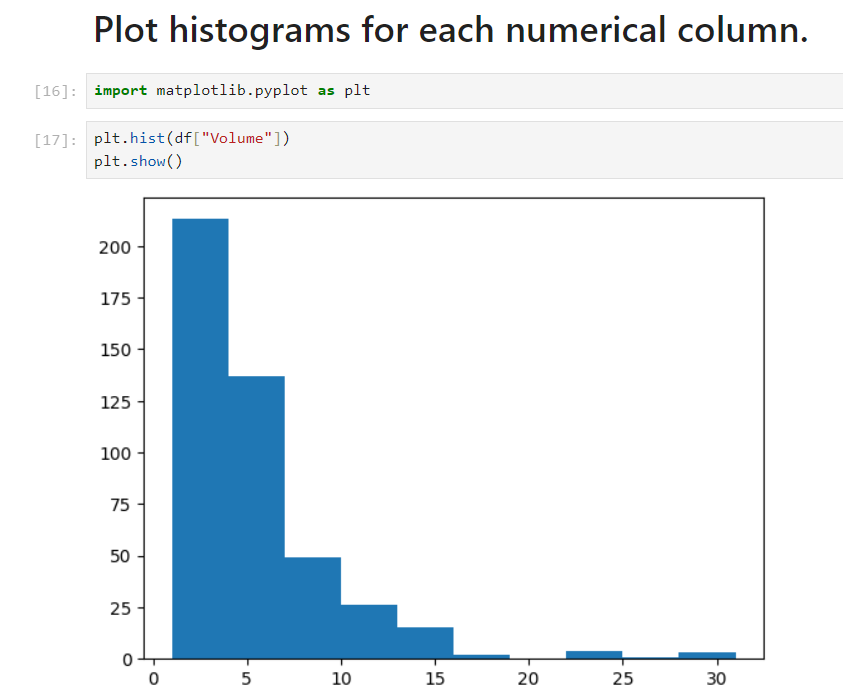 Plot histograms for each numerical column.
[16]: import matplotlib.pyplot as plt
[17]: plt.hist(df["Volume"])
plt.show()
200
175
150
125
100
75
50
25
0
0 5 10 15 20 25 30